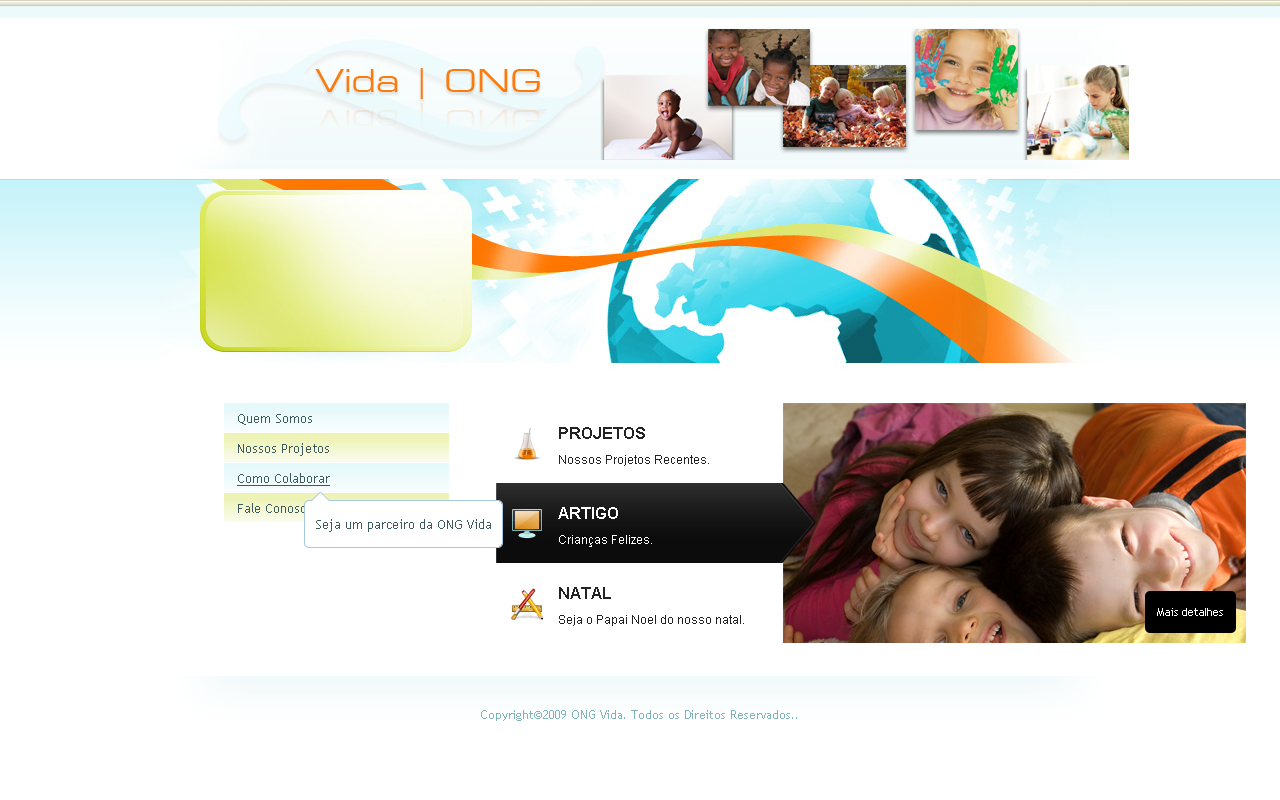 Vida | ONG
Quem Somos
Nossos Projetos
Como Colaborar
Fale Conosc
Seja um parceiro da ONG Vida
PROJETOS
Nossos Projetos Recentes.
ARTIGO
Crianças Felizes.
NATAL
Seja o Papai Noel do nosso natal.
Mais detalhes
Copyright©2009 ONG Vida. Todos os Direitos Reservados..